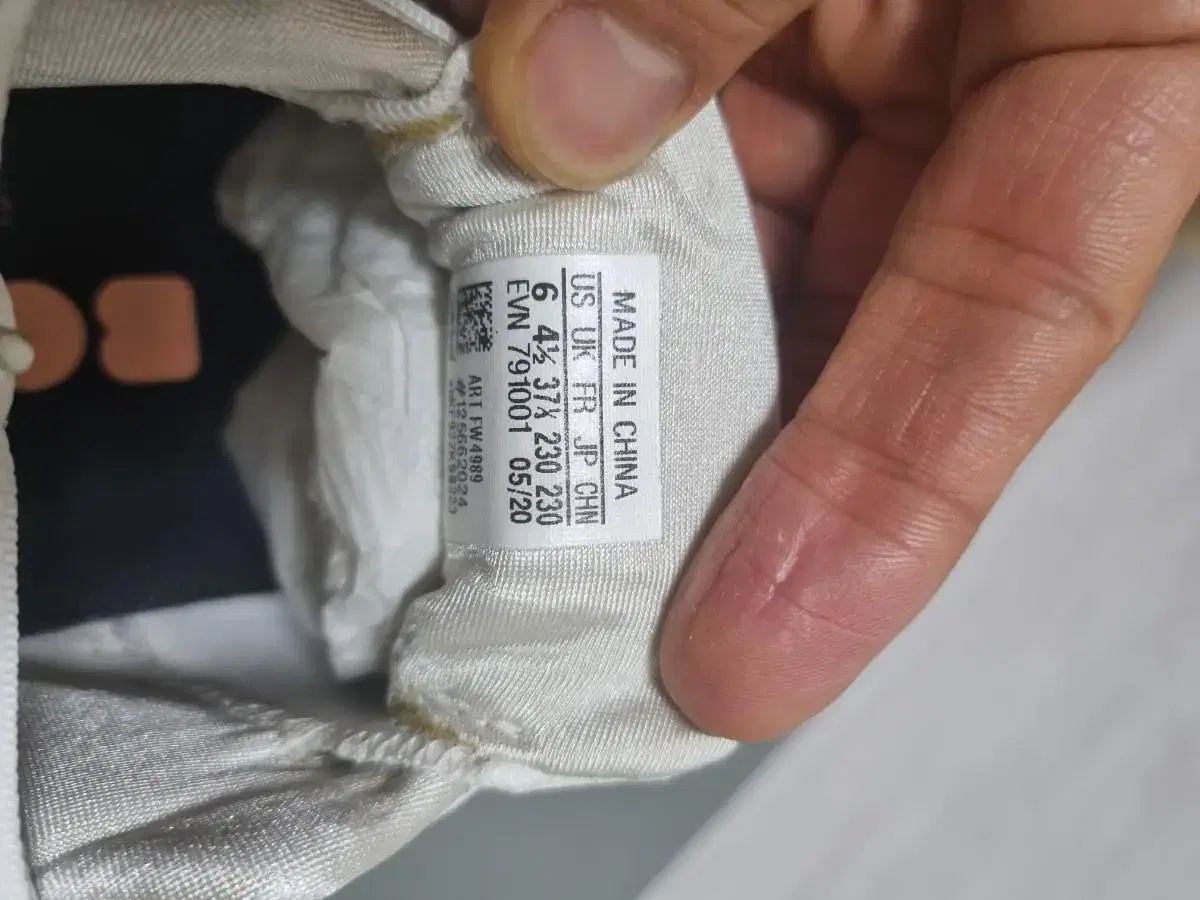 MADE IN CHINA
US UK FR JP CHN
6 4½ 37⅓ 230 230
EVN 791001 05/20
ART FW4989
#125662024